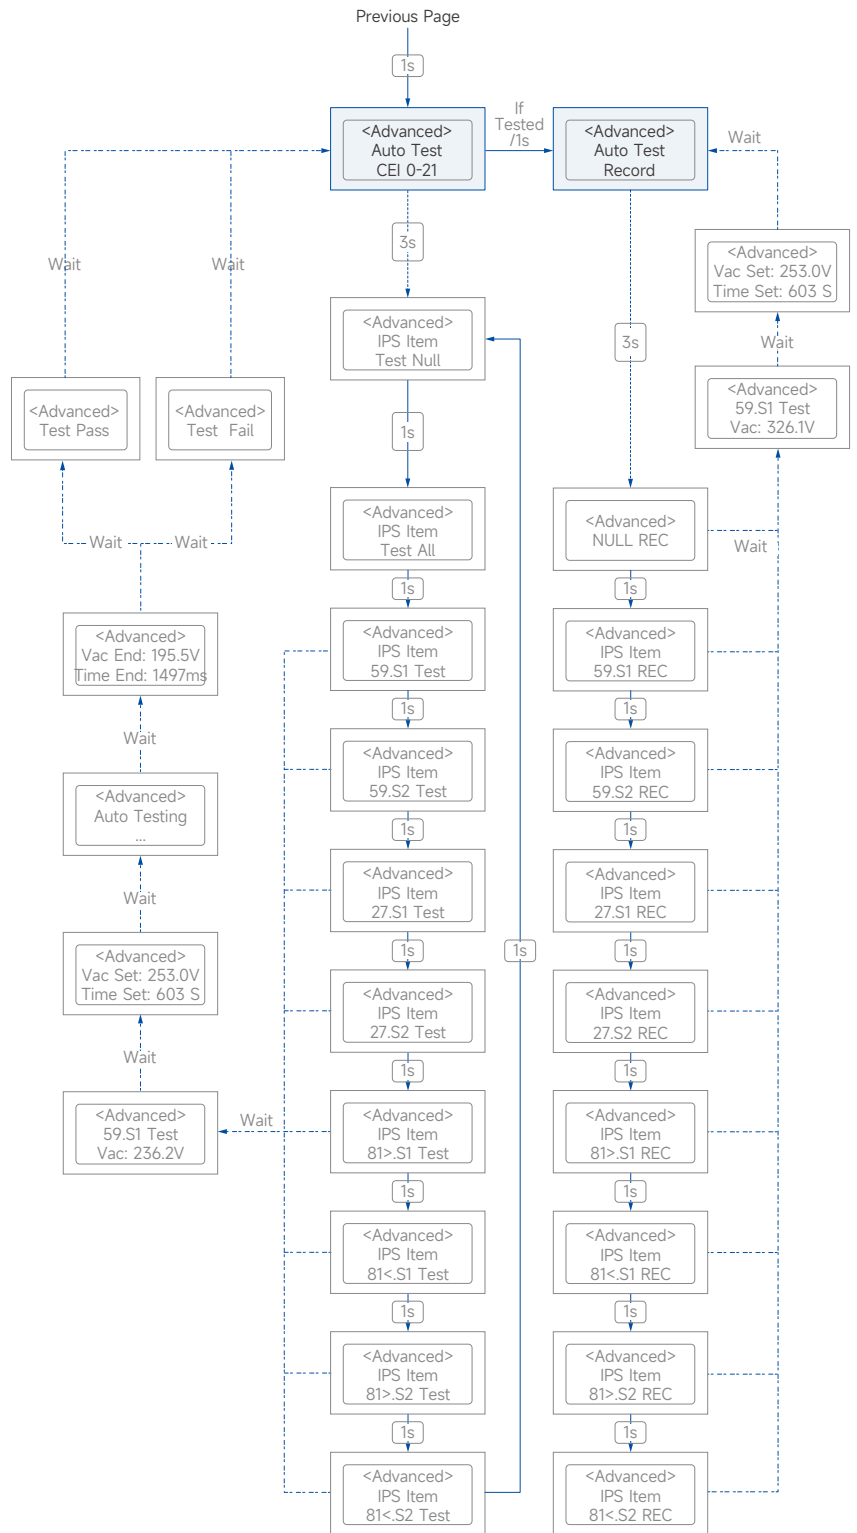 Previous Page
1s
<Advanced>
Auto Test
CEI 0-21
If
Tested
/1s
<Advanced>
Auto Test
Record
Wait
3s
Wait
Wait
<Advanced>
Vac Set: 253.0V
Time Set: 603 S
<Advanced>
IPS Item
Test Null
3s
Wait
<Advanced>
Test Pass
<Advanced>
Test Fail
<Advanced>
59.S1 Test
Vac: 326.1V
1s
<Advanced>
IPS Item
Test All
<Advanced>
NULL REC
Wait
Wait
Wait
1s
1s
<Advanced>
Vac End: 195.5V
Time End: 1497ms
<Advanced>
IPS Item
59.S1 Test
<Advanced>
IPS Item
59.S1 REC
1s
1s
Wait
<Advanced>
IPS Item
59.S2 Test
<Advanced>
IPS Item
59.S2 REC
<Advanced>
Auto Testing
...
1s
1s
<Advanced>
IPS Item
27.S1 Test
<Advanced>
IPS Item
27.S1 REC
Wait
1s
1s
1s
<Advanced>
Vac Set: 253.0V
Time Set: 603 S
<Advanced>
IPS Item
27.S2 Test
<Advanced>
IPS Item
27.S2 REC
Wait
1s
1s
<Advanced>
59.S1 Test
Vac: 236.2V
Wait
<Advanced>
IPS Item
81>.S1 Test
<Advanced>
IPS Item
81>.S1 REC
1s
1s
<Advanced>
IPS Item
81<.S1 Test
<Advanced>
IPS Item
81<.S1 REC
1s
1s
<Advanced>
IPS Item
81>.S2 Test
<Advanced>
IPS Item
81>.S2 REC
1s
1s
<Advanced>
IPS Item
81<.S2 Test
<Advanced>
IPS Item
81<.S2 REC